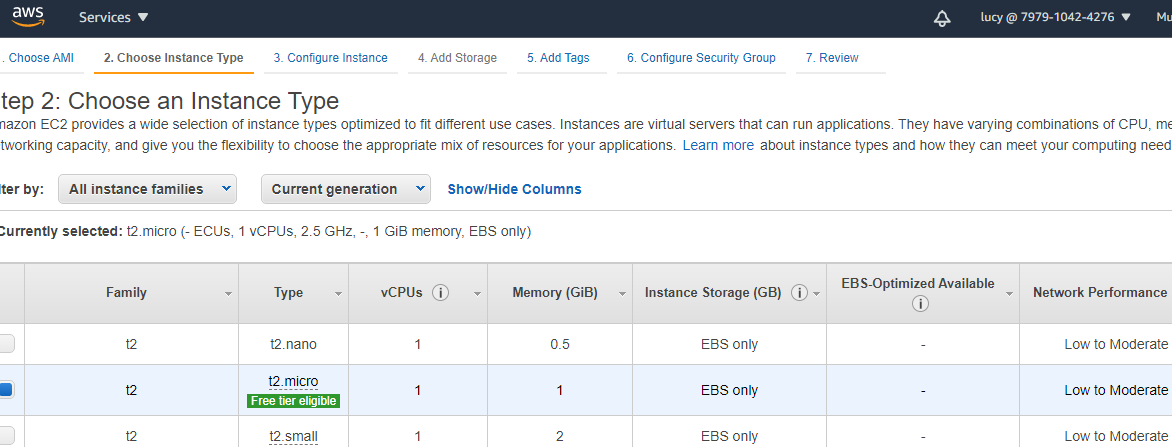 aws Services lucy @ 7979-1042-4276 Mu
. Choose AMI 2. Choose Instance Type 3. Configure Instance 4. Add Storage 5. Add Tags 6. Configure Security Group 7. Review
tep 2: Choose an Instance Type
mazon EC2 provides a wide selection of instance types optimized to fit different use cases. Instances are virtual servers that can run applications. They have varying combinations of CPU, me
tworking capacity, and give you the flexibility to choose the appropriate mix of resources for your applications. Learn more about instance types and how they can meet your computing need
lter by: All instance families Current generation Show/Hide Columns
Currently selected: t2.micro (- ECUs, 1 vCPUs, 2.5 GHz, -, 1 GiB memory, EBS only)
Family Type vCPUs Memory (GiB) Instance Storage (GB) EBS-Optimized Available Network Performance
t2 t2.nano 1 0.5 EBS only - Low to Moderate
t2 t2.micro 1 1 EBS only - Low to Moderate
Free tier eligible
t2 t2.small 1 2 EBS only - Low to Moderate